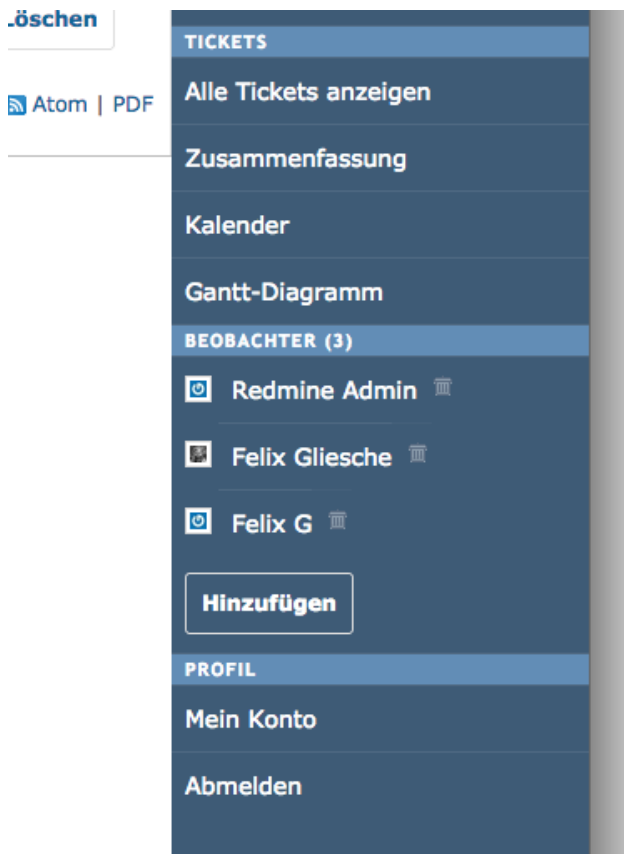 Löschen
Atom | PDF
TICKETS
Alle Tickets anzeigen
Zusammenfassung
Kalender
Gantt-Diagramm
BEOBACHTER (3)
Redmine Admin
Felix Gliesche
Felix G
Hinzufügen
PROFIL
Mein Konto
Abmelden